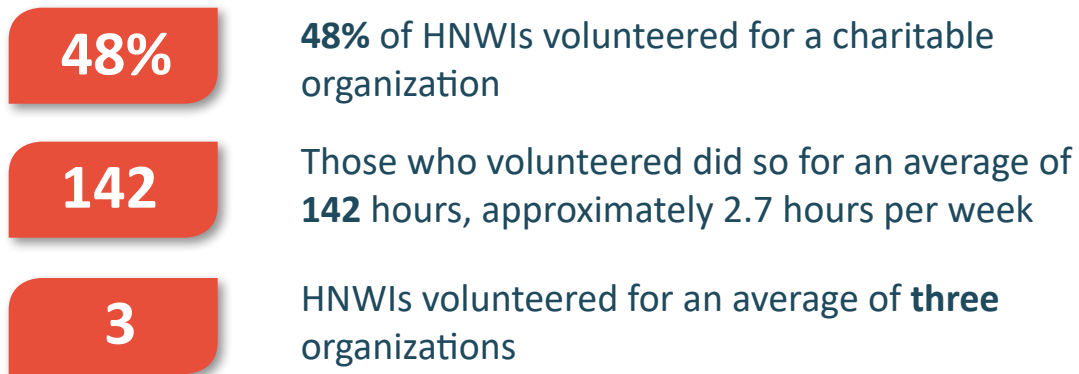 48%
48% of HNWIs volunteered for a charitable
organization
142
Those who volunteered did so for an average of
142 hours, approximately 2.7 hours per week
3
HNWIs volunteered for an average of three
organizations